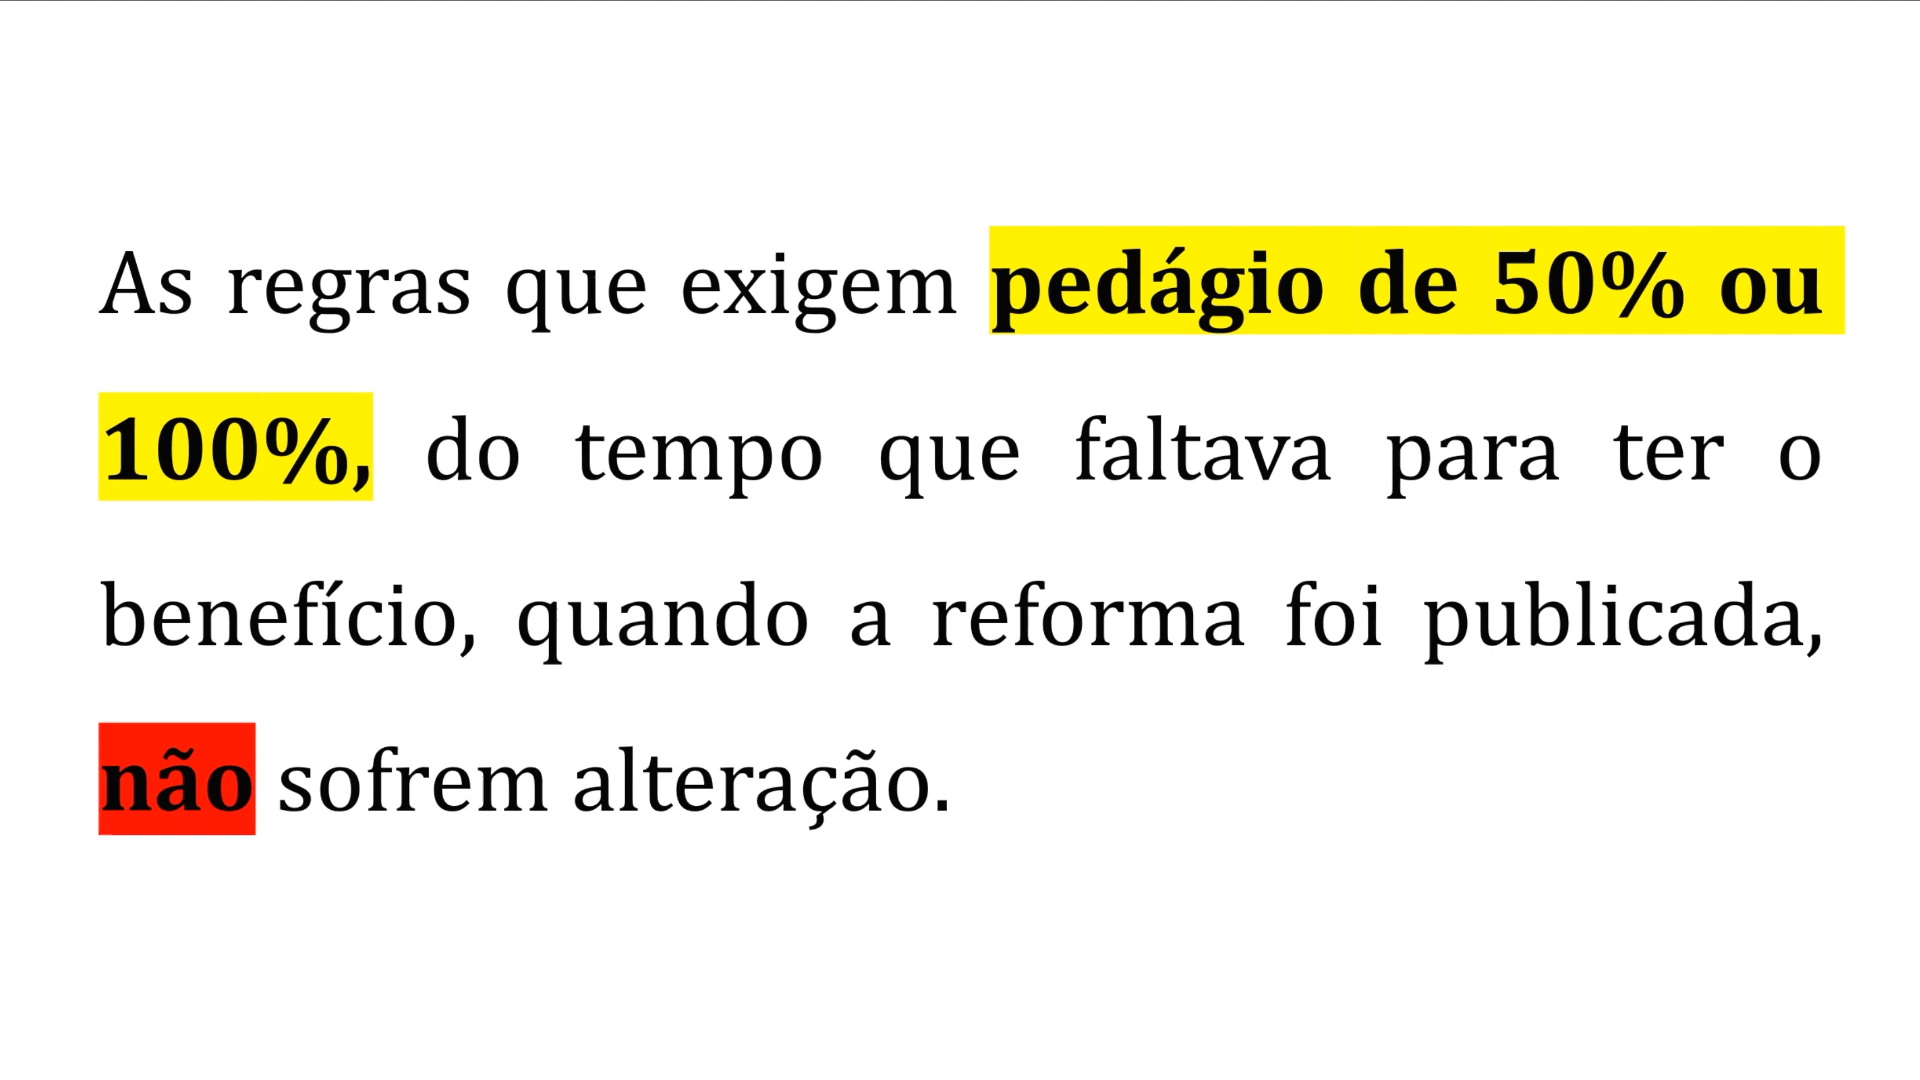 As regras que exigem pedágio de 50% ou
100%, do tempo que faltava para ter o
benefício, quando a reforma foi publicada,
não sofrem alteração.